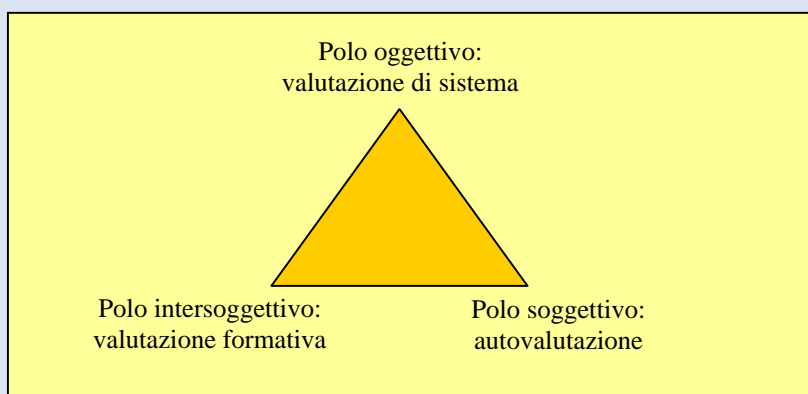 Polo oggettivo:
valutazione di sistema
Polo intersoggettivo:
valutazione formativa
Polo soggettivo:
autovalutazione